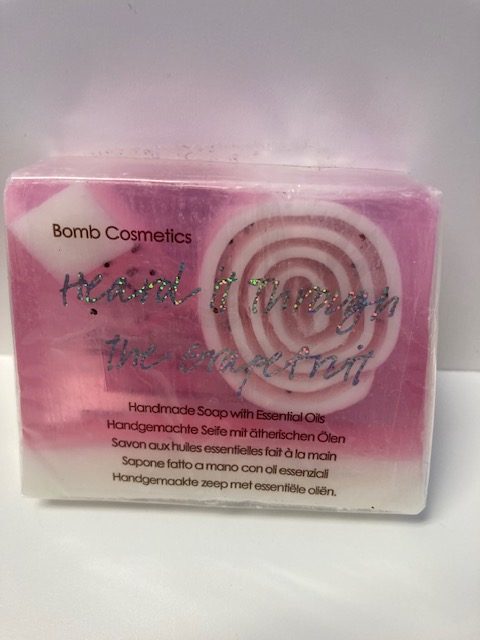 Bomb Cosmetics
Heard it Through
the Grapefruit
Handmade Soap with Essential Oils
Handgemachte Seife mit ätherischen Ölen
Savon aux huiles essentielles fait à la main
Sapone fatto a mano con oli essenziali
Handgemaakte zeep met essentiële oliën.